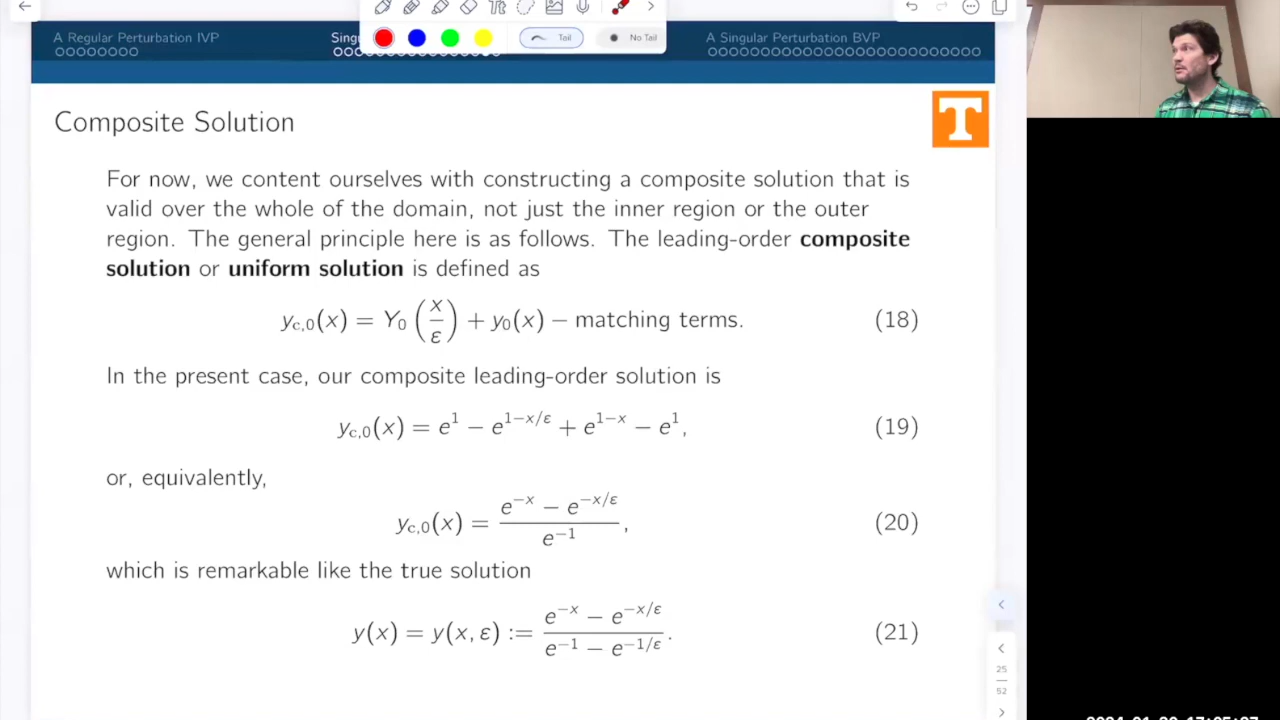 Tail
No Tail
A Regular Perturbation IVP
A Singular Perturbation BVP
Composite Solution
T
For now, we content ourselves with constructing a composite solution that is
valid over the whole of the domain, not just the inner region or the outer
region. The general principle here is as follows. The leading-order composite
solution or uniform solution is defined as
y_{c,0}(x) = Y_0 (x/ε) + y_0(x) − matching terms. (18)
In the present case, our composite leading-order solution is
y_{c,0}(x) = e^1 − e^{1−x/ε} + e^{1−x} − e^1, (19)
or, equivalently,
y_{c,0}(x) = (e^{−x} − e^{−x/ε}) / e^{−1}, (20)
which is remarkable like the true solution
y(x) = y(x, ε) := (e^{−x} − e^{−x/ε}) / (e^{−1} − e^{−1/ε}). (21)
25
52